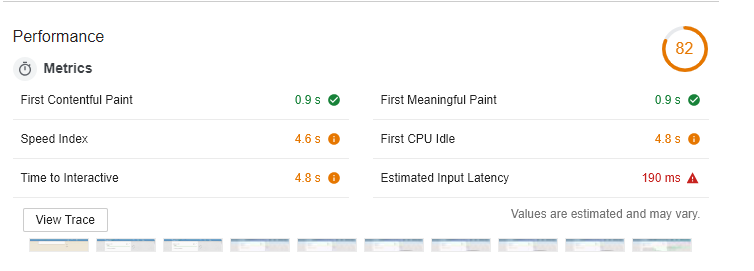 Performance
82
Metrics
First Contentful Paint 0.9 s
First Meaningful Paint 0.9 s
Speed Index 4.6 s
First CPU Idle 4.8 s
Time to Interactive 4.8 s
Estimated Input Latency 190 ms
View Trace
Values are estimated and may vary.